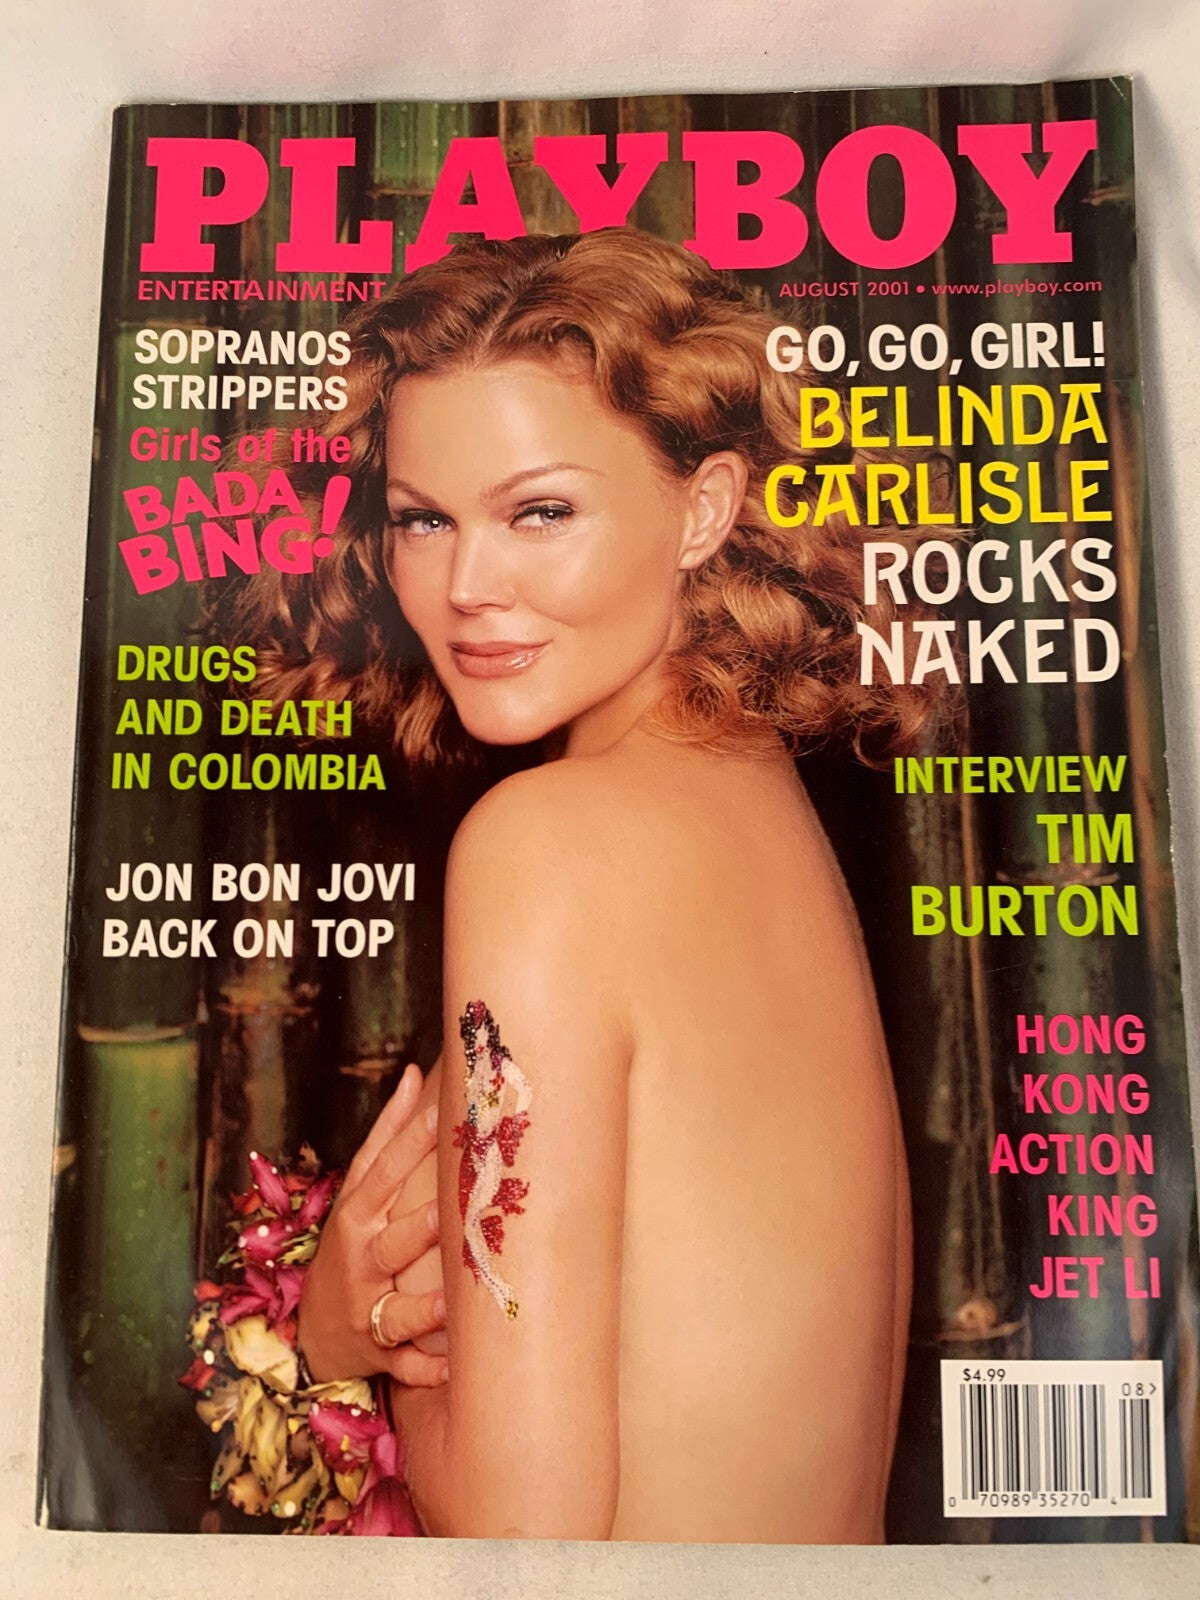 PLAYBOY
ENTERTAINMENT
AUGUST 2001 • www.playboy.com
SOPRANOS
STRIPPERS
Girls of the
BADA
BING!
DRUGS
AND DEATH
IN COLOMBIA
JON BON JOVI
BACK ON TOP
GO, GO, GIRL!
BELINDA
CARLISLE
ROCKS
NAKED
INTERVIEW
TIM
BURTON
HONG
KONG
ACTION
KING
JET LI
$4.99
08>
0 70989 35270 4